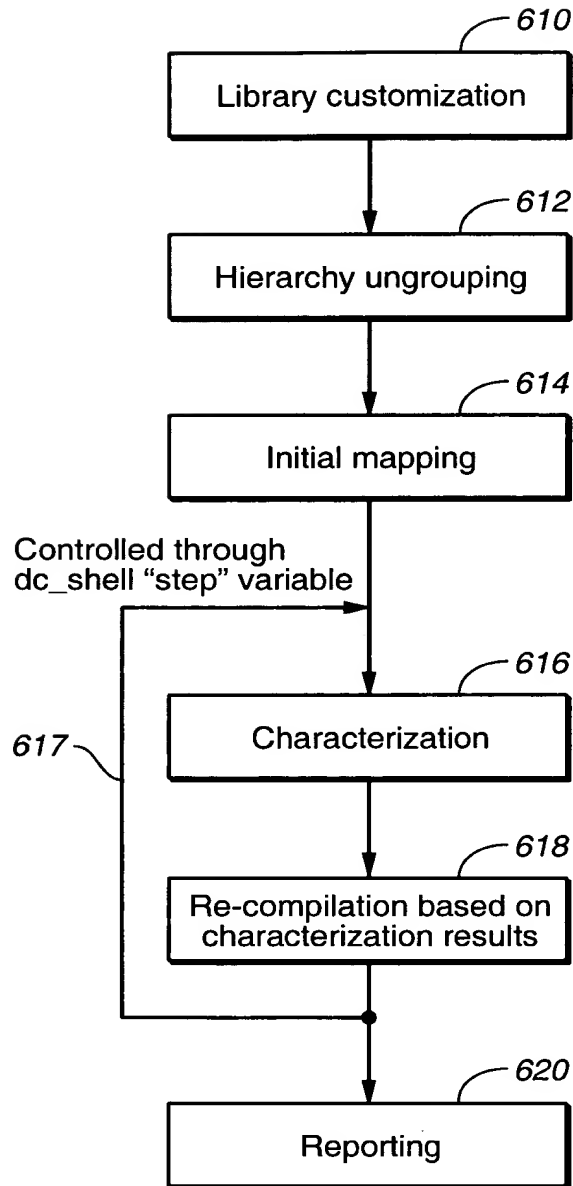 610
Library customization
612
Hierarchy ungrouping
614
Initial mapping
Controlled through
dc_shell “step” variable
616
617
Characterization
618
Re-compilation based on
characterization results
620
Reporting